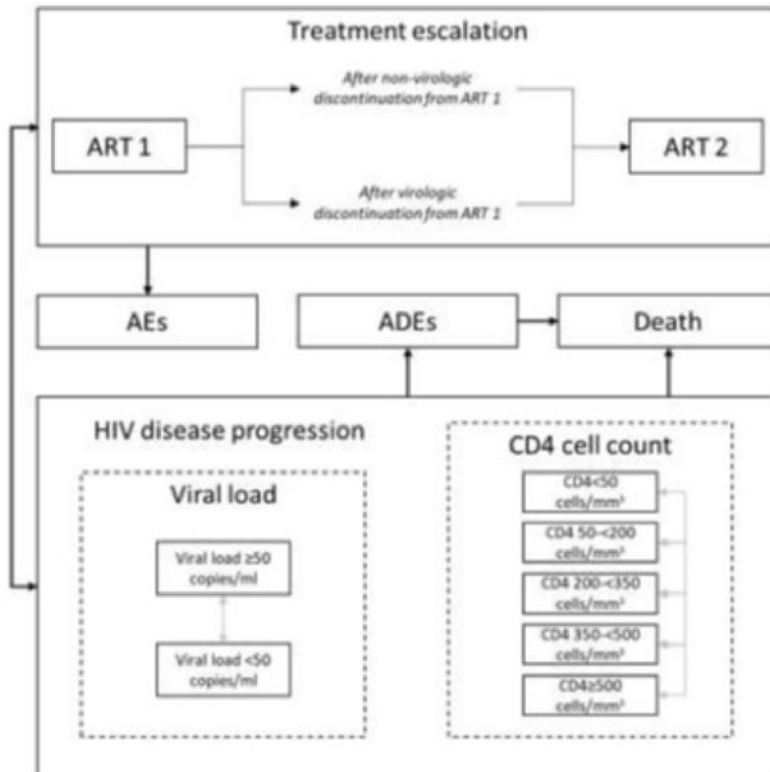 Treatment escalation
After non-virologic
discontinuation from ART 1
ART 1
ART 2
After virologic
discontinuation from ART 1
AEs
ADEs
Death
HIV disease progression
Viral load
Viral load ≥50
copies/ml
Viral load <50
copies/ml
CD4 cell count
CD4<50
cells/mm³
CD4 50-<200
cells/mm³
CD4 200-<350
cells/mm³
CD4 350-<500
cells/mm³
CD4≥500
cells/mm³